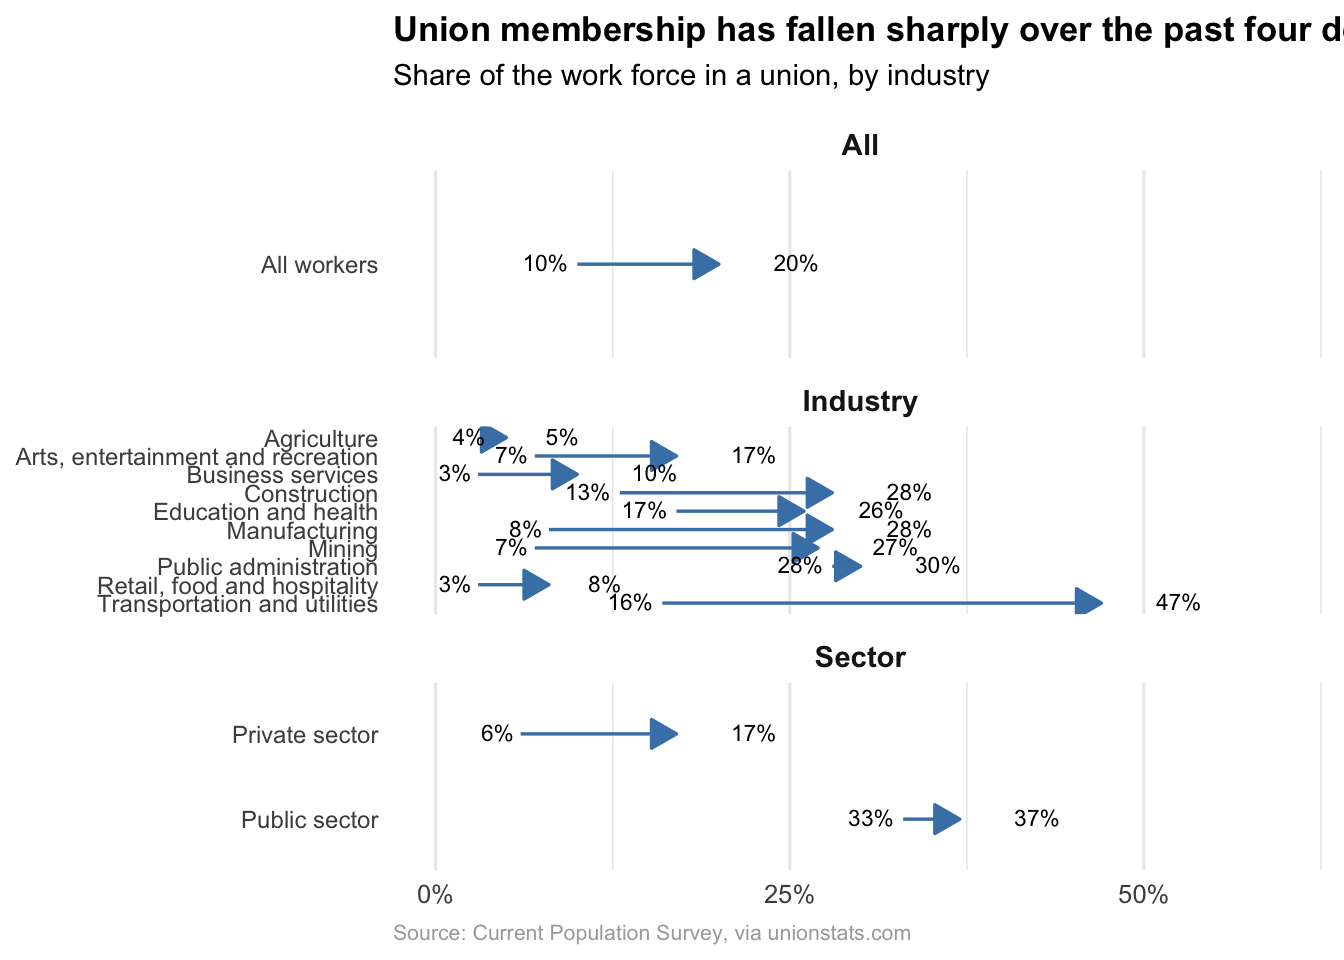 Union membership has fallen sharply over the past four d
Share of the work force in a union, by industry
All
All workers 10% 20%
Industry
Agriculture 4% 5%
Arts, entertainment and recreation 7% 17%
Business services 3% 10%
Construction 13% 28%
Education and health 17% 26%
Manufacturing 8% 28%
Mining 7% 27%
Public administration 28% 30%
Retail, food and hospitality 3% 8%
Transportation and utilities 16% 47%
Sector
Private sector 6% 17%
Public sector 33% 37%
0% 25% 50%
Source: Current Population Survey, via unionstats.com